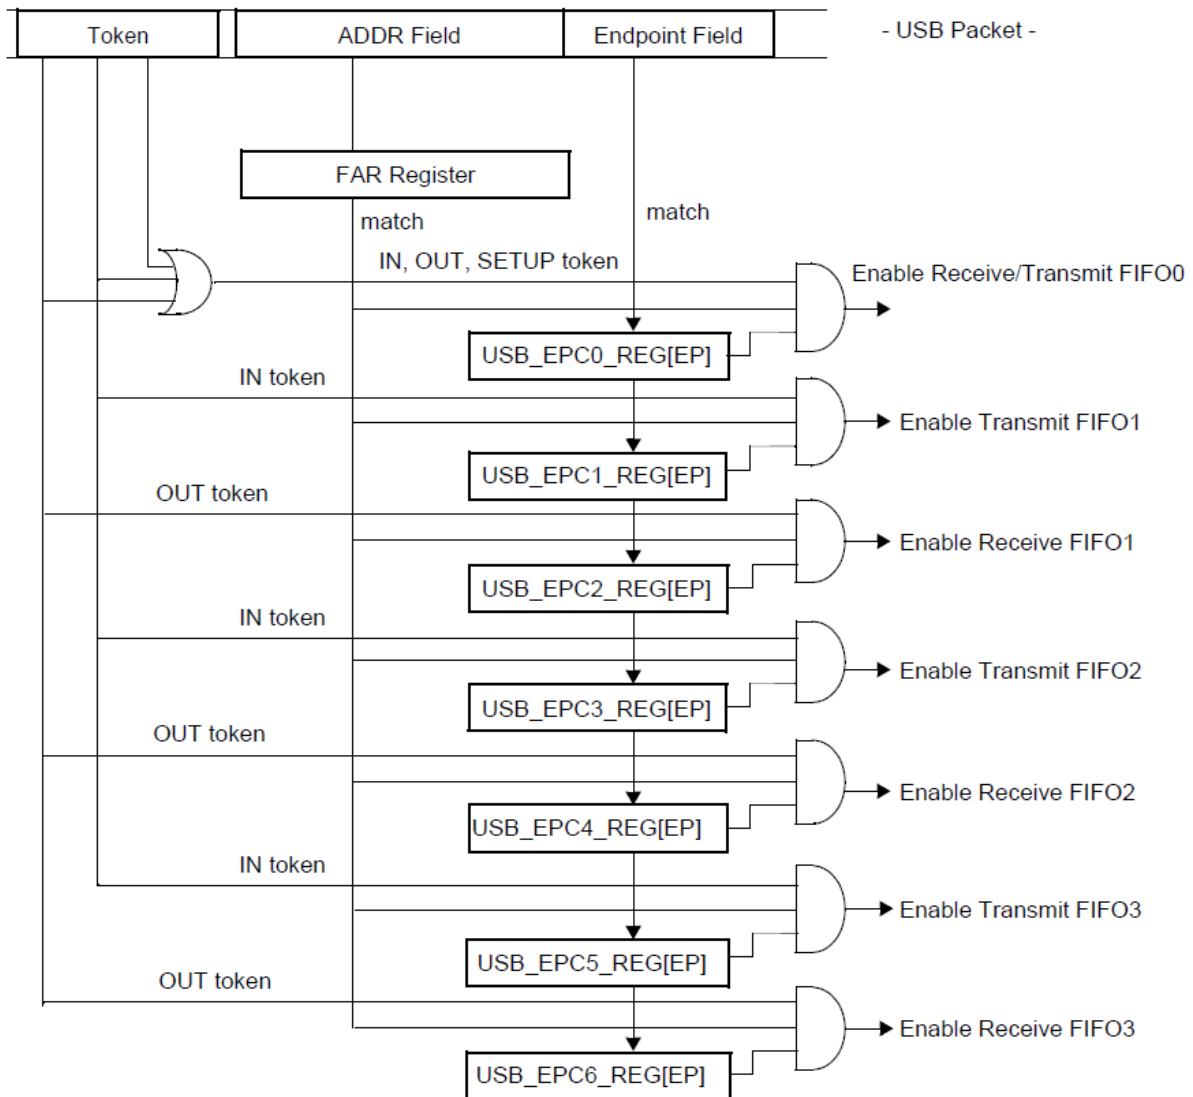 Token
ADDR Field
Endpoint Field
- USB Packet -
FAR Register
match
match
IN, OUT, SETUP token
Enable Receive/Transmit FIFO0
USB_EPC0_REG[EP]
IN token
Enable Transmit FIFO1
USB_EPC1_REG[EP]
OUT token
Enable Receive FIFO1
USB_EPC2_REG[EP]
IN token
Enable Transmit FIFO2
USB_EPC3_REG[EP]
OUT token
Enable Receive FIFO2
USB_EPC4_REG[EP]
IN token
Enable Transmit FIFO3
USB_EPC5_REG[EP]
OUT token
Enable Receive FIFO3
USB_EPC6_REG[EP]